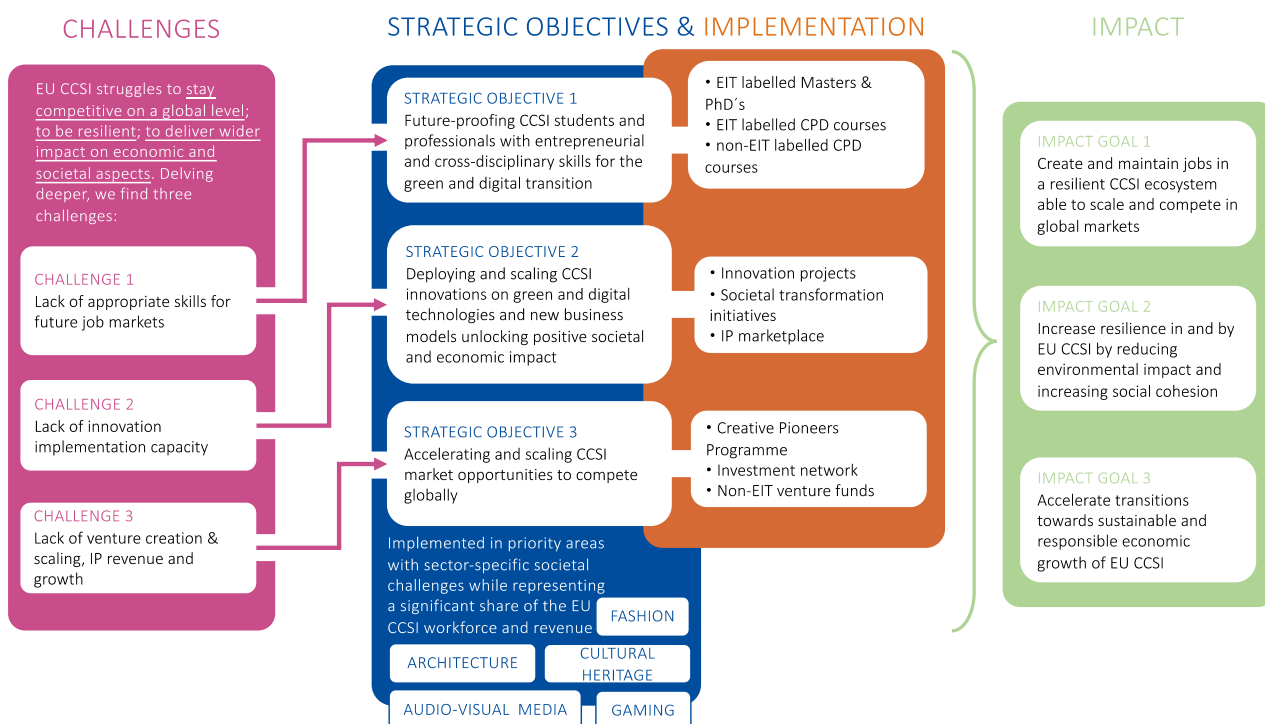 CHALLENGES
EU CCSI struggles to stay
competitive on a global level;
to be resilient; to deliver wider
impact on economic and
societal aspects. Delving
deeper, we find three
challenges:
CHALLENGE 1
Lack of appropriate skills for
future job markets
CHALLENGE 2
Lack of innovation
implementation capacity
CHALLENGE 3
Lack of venture creation &
scaling, IP revenue and
growth
STRATEGIC OBJECTIVES & IMPLEMENTATION
STRATEGIC OBJECTIVE 1
Future-proofing CCSI students and
professionals with entrepreneurial
and cross-disciplinary skills for the
green and digital transition
• EIT labelled Masters &
PhD´s
• EIT labelled CPD courses
• non-EIT labelled CPD
courses
STRATEGIC OBJECTIVE 2
Deploying and scaling CCSI
innovations on green and digital
technologies and new business
models unlocking positive societal
and economic impact
• Innovation projects
• Societal transformation
initiatives
• IP marketplace
STRATEGIC OBJECTIVE 3
Accelerating and scaling CCSI
market opportunities to compete
globally
• Creative Pioneers
Programme
• Investment network
• Non-EIT venture funds
Implemented in priority areas
with sector-specific societal
challenges while representing
a significant share of the EU
CCSI workforce and revenue
FASHION
ARCHITECTURE
CULTURAL
HERITAGE
AUDIO-VISUAL MEDIA
GAMING
IMPACT
IMPACT GOAL 1
Create and maintain jobs in
a resilient CCSI ecosystem
able to scale and compete in
global markets
IMPACT GOAL 2
Increase resilience in and by
EU CCSI by reducing
environmental impact and
increasing social cohesion
IMPACT GOAL 3
Accelerate transitions
towards sustainable and
responsible economic
growth of EU CCSI